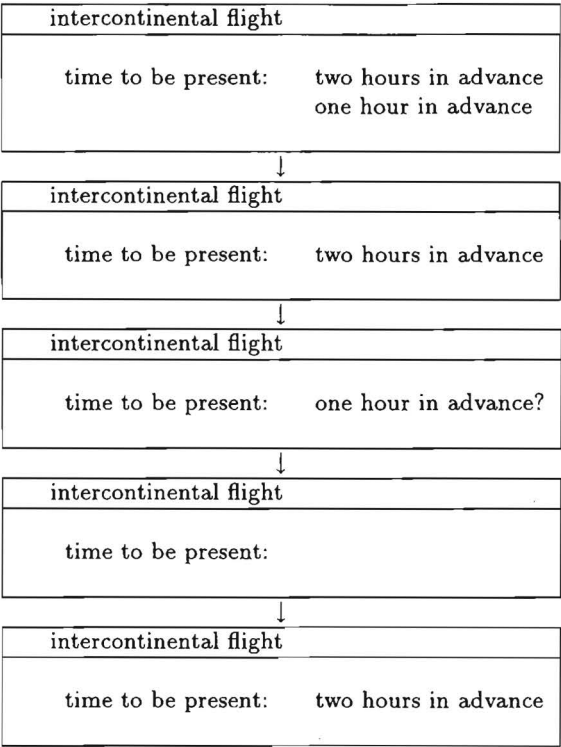 intercontinental flight
time to be present: two hours in advance
one hour in advance
↓
intercontinental flight
time to be present: two hours in advance
↓
intercontinental flight
time to be present: one hour in advance?
↓
intercontinental flight
time to be present:
↓
intercontinental flight
time to be present: two hours in advance